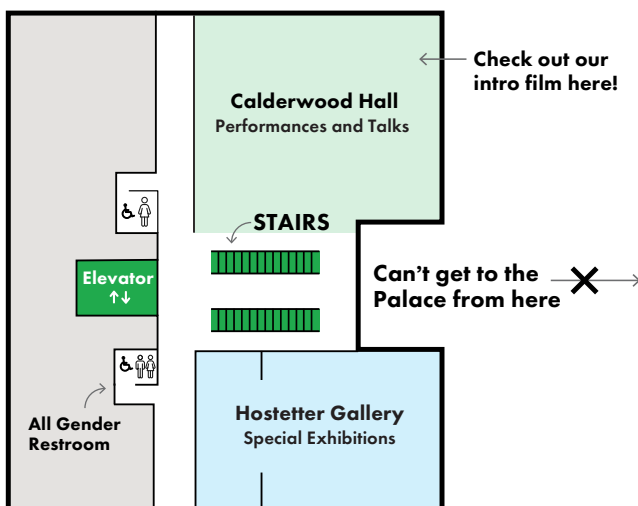 Check out our
intro film here!
Calderwood Hall
Performances and Talks
STAIRS
Elevator
↑↓
Can't get to the
Palace from here
All Gender
Restroom
Hostetter Gallery
Special Exhibitions